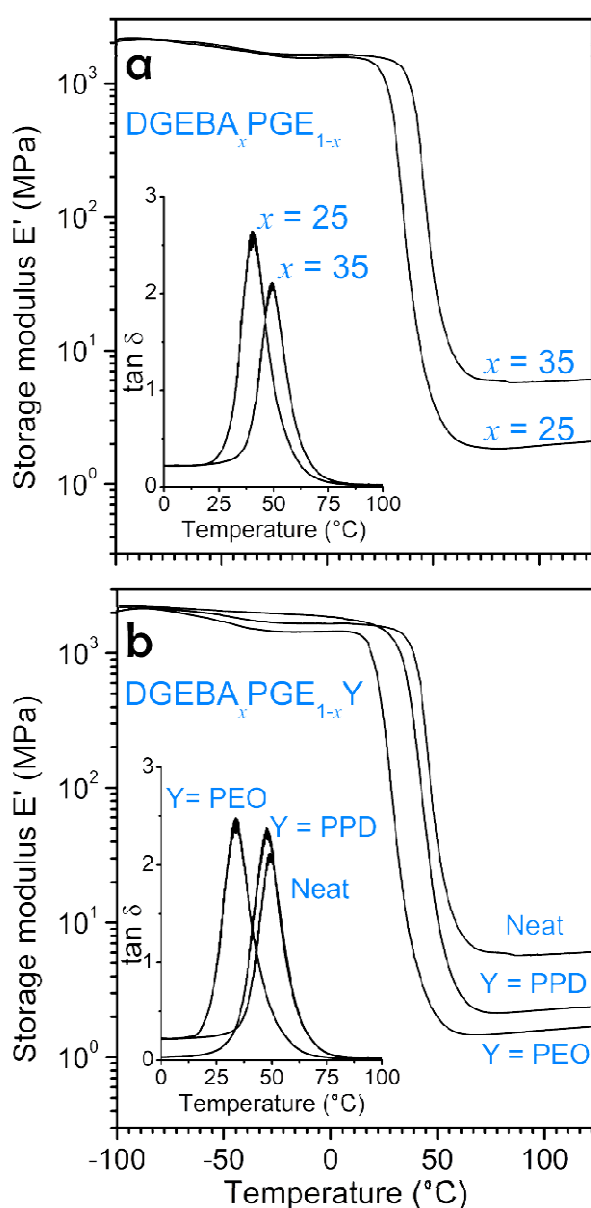 a
DGEBAxPGE1-x
Storage modulus E' (MPa)
10³
10²
10¹
10⁰
3
2
1
0
tan δ
x = 25
x = 35
0 25 50 75 100
Temperature (°C)
x = 35
x = 25
b
DGEBAxPGE1-xY
Storage modulus E' (MPa)
10³
10²
10¹
10⁰
3
2
1
0
tan δ
Y= PEO
Y = PPD
Neat
0 25 50 75 100
Temperature (°C)
Neat
Y = PPD
Y = PEO
-100 -50 0 50 100
Temperature (°C)